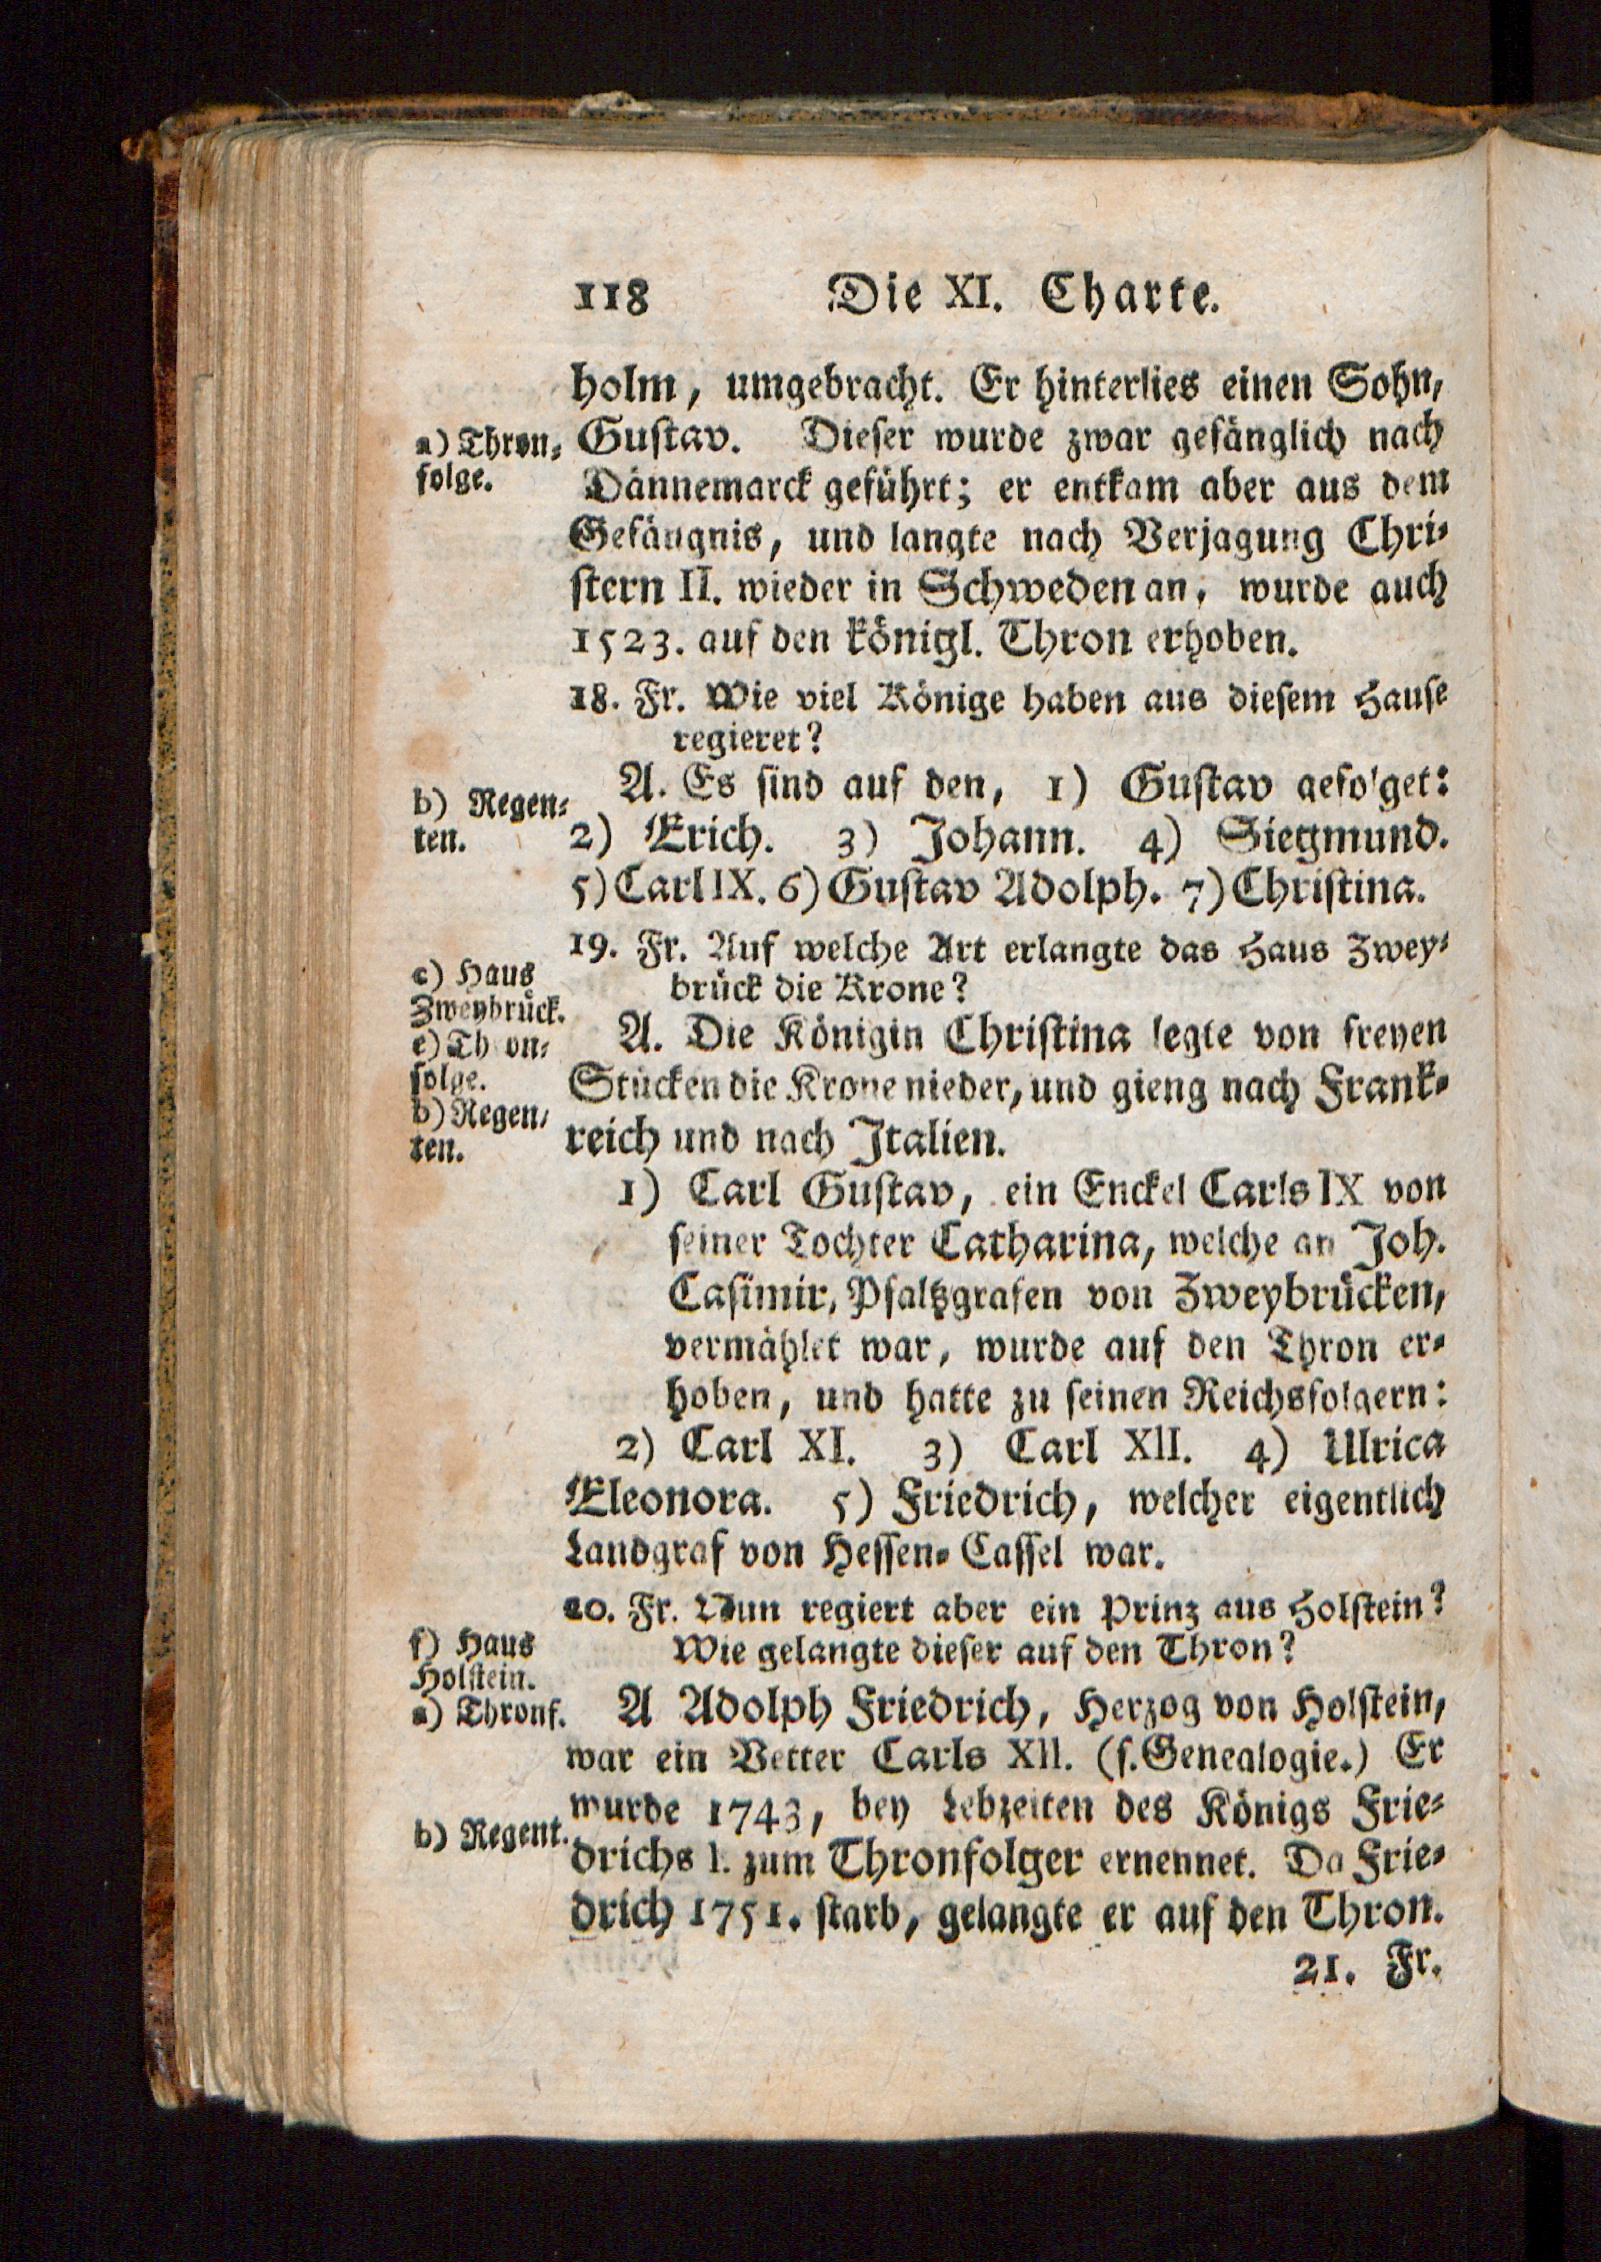 118 Die XI. Charte.
holm, umgebracht. Er hinterlies einen Sohn,
a) Thron⸗
folge.
Gustav. Dieser wurde zwar gefänglich nach
Dännemarck geführt; er entkam aber aus dem
Gefängnis, und langte nach Verjagung Chri⸗
stern II. wieder in Schweden an, wurde auch
1523. auf den königl. Thron erhoben.
18. Fr. Wie viel Könige haben aus diesem Hause
regieret?
b) Regen⸗
ten.
A. Es sind auf den, 1) Gustav gefolget:
2) Erich. 3) Johann. 4) Siegmund.
5) Carl IX. 6) Gustav Adolph. 7) Christina.
19. Fr. Auf welche Art erlangte das Haus Zwey⸗
brück die Krone?
c) Haus
Zweybrück.
e) Th on⸗
folge.
b) Regen⸗
ten.
A. Die Königin Christina legte von freyen
Stücken die Krone nieder, und gieng nach Frank⸗
reich und nach Italien.
1) Carl Gustav, ein Enckel Carls IX von
seiner Tochter Catharina, welche an Joh.
Casimir, Pfaltzgrafen von Zweybrücken,
vermählet war, wurde auf den Thron er⸗
hoben, und hatte zu seinen Reichsfolgern:
2) Carl XI. 3) Carl XII. 4) Ulrica
Eleonora. 5) Friedrich, welcher eigentlich
Landgraf von Hessen⸗Cassel war.
20. Fr. Nun regiert aber ein Prinz aus Holstein?
Wie gelangte dieser auf den Thron?
f) Haus
Holstein.
a) Thronf.
A Adolph Friedrich, Herzog von Holstein,
war ein Vetter Carls XII. (s. Genealogie.) Er
wurde 1743, bey Lebzeiten des Königs Frie⸗
b) Regent.
drichs I. zum Thronfolger ernennet. Da Frie⸗
drich 1751. starb, gelangte er auf den Thron.
21. Fr.